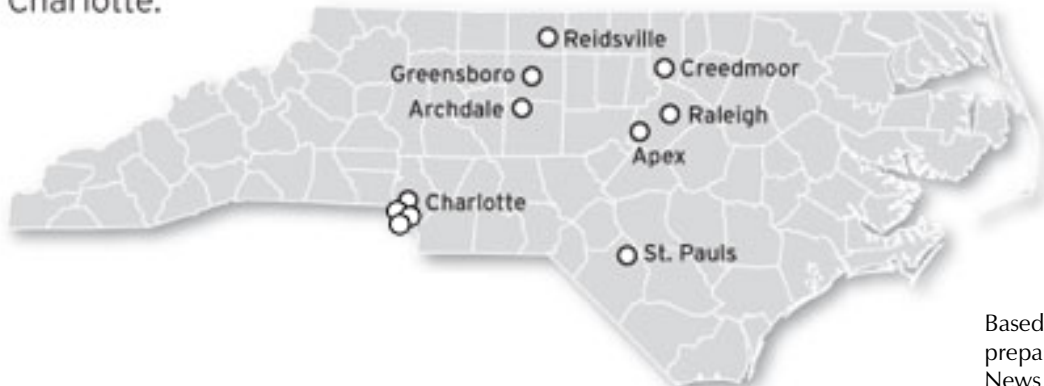 Charlotte.
Reidsville
Greensboro
Creedmoor
Archdale
Raleigh
Apex
Charlotte
St. Pauls
Based
prepa
News